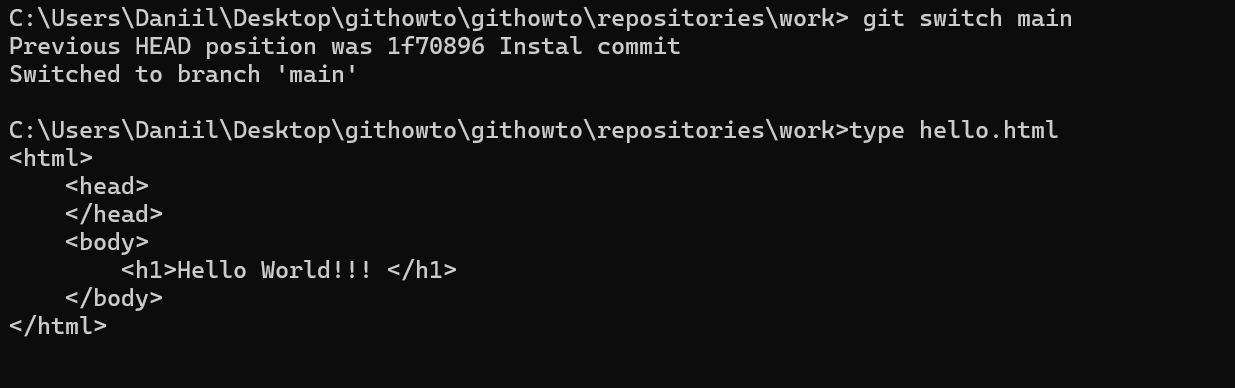 C:\Users\Daniil\Desktop\githowto\githowto\repositories\work> git switch main
Previous HEAD position was 1f70896 Instal commit
Switched to branch 'main'

C:\Users\Daniil\Desktop\githowto\githowto\repositories\work>type hello.html
<html>
    <head>
    </head>
    <body>
        <h1>Hello World!!! </h1>
    </body>
</html>